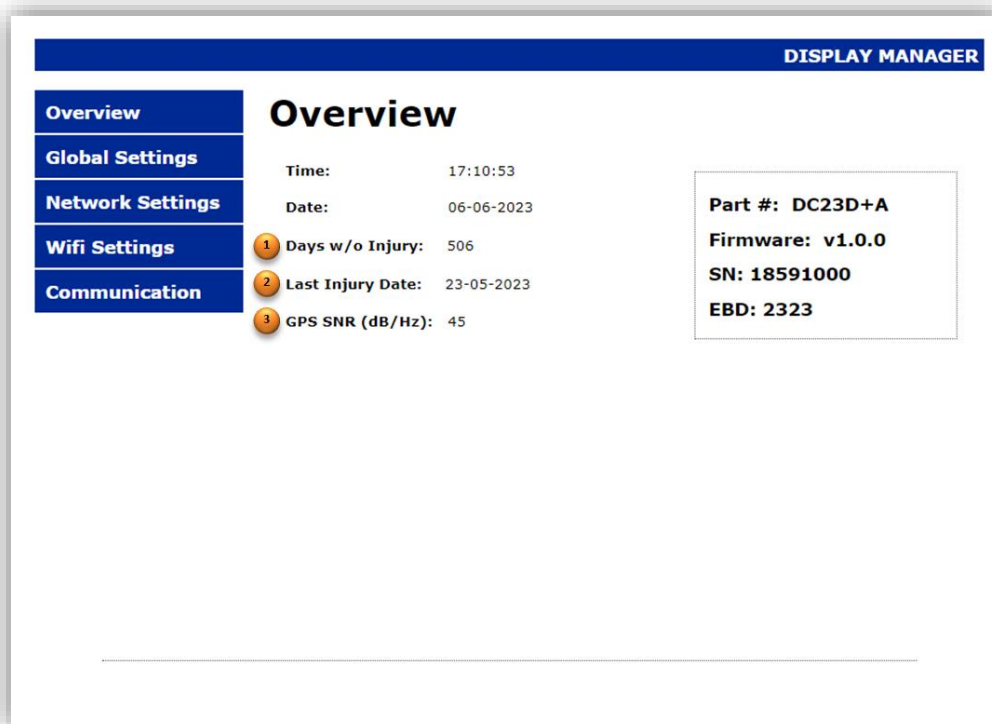 DISPLAY MANAGER
Overview
Global Settings
Network Settings
Wifi Settings
Communication
Overview
Time: 17:10:53
Date: 06-06-2023
1 Days w/o Injury: 506
2 Last Injury Date: 23-05-2023
3 GPS SNR (dB/Hz): 45
Part #: DC23D+A
Firmware: v1.0.0
SN: 18591000
EBD: 2323